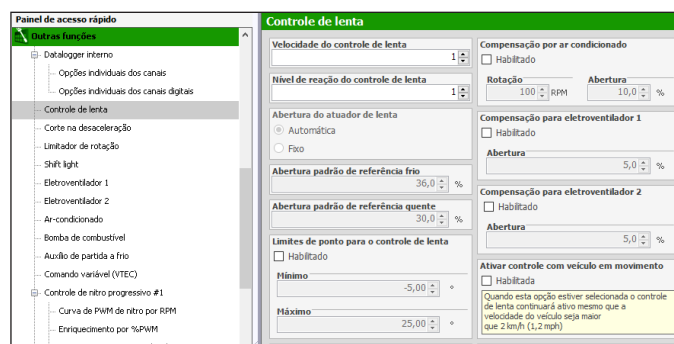 Painel de acesso rápido
Outras funções
Datalogger interno
Opções individuais dos canais
Opções individuais dos canais digitais
Controle de lenta
Corte na desaceleração
Limitador de rotação
Shift light
Eletroventilador 1
Eletroventilador 2
Ar-condicionado
Bomba de combustível
Auxílio de partida a frio
Comando variável (VTEC)
Controle de nitro progressivo #1
Curva de PWM de nitro por RPM
Enriquecimento por %PWM
Controle de lenta
Velocidade do controle de lenta
1
Nível de reação do controle de lenta
1
Abertura do atuador de lenta
Automática
Fixo
Abertura padrão de referência frio
36,0 %
Abertura padrão de referência quente
30,0 %
Limites de ponto para o controle de lenta
Habilitado
Mínimo
-5,00 °
Máximo
25,00 °
Compensação por ar condicionado
Habilitado
Rotação Abertura
100 RPM 10,0 %
Compensação para eletroventilador 1
Habilitado
Abertura
5,0 %
Compensação para eletroventilador 2
Habilitado
Abertura
5,0 %
Ativar controle com veículo em movimento
Habilitada
Quando esta opção estiver selecionada o controle
de lenta continuará ativo mesmo que a
velocidade do veículo seja maior
que 2 km/h (1,2 mph)